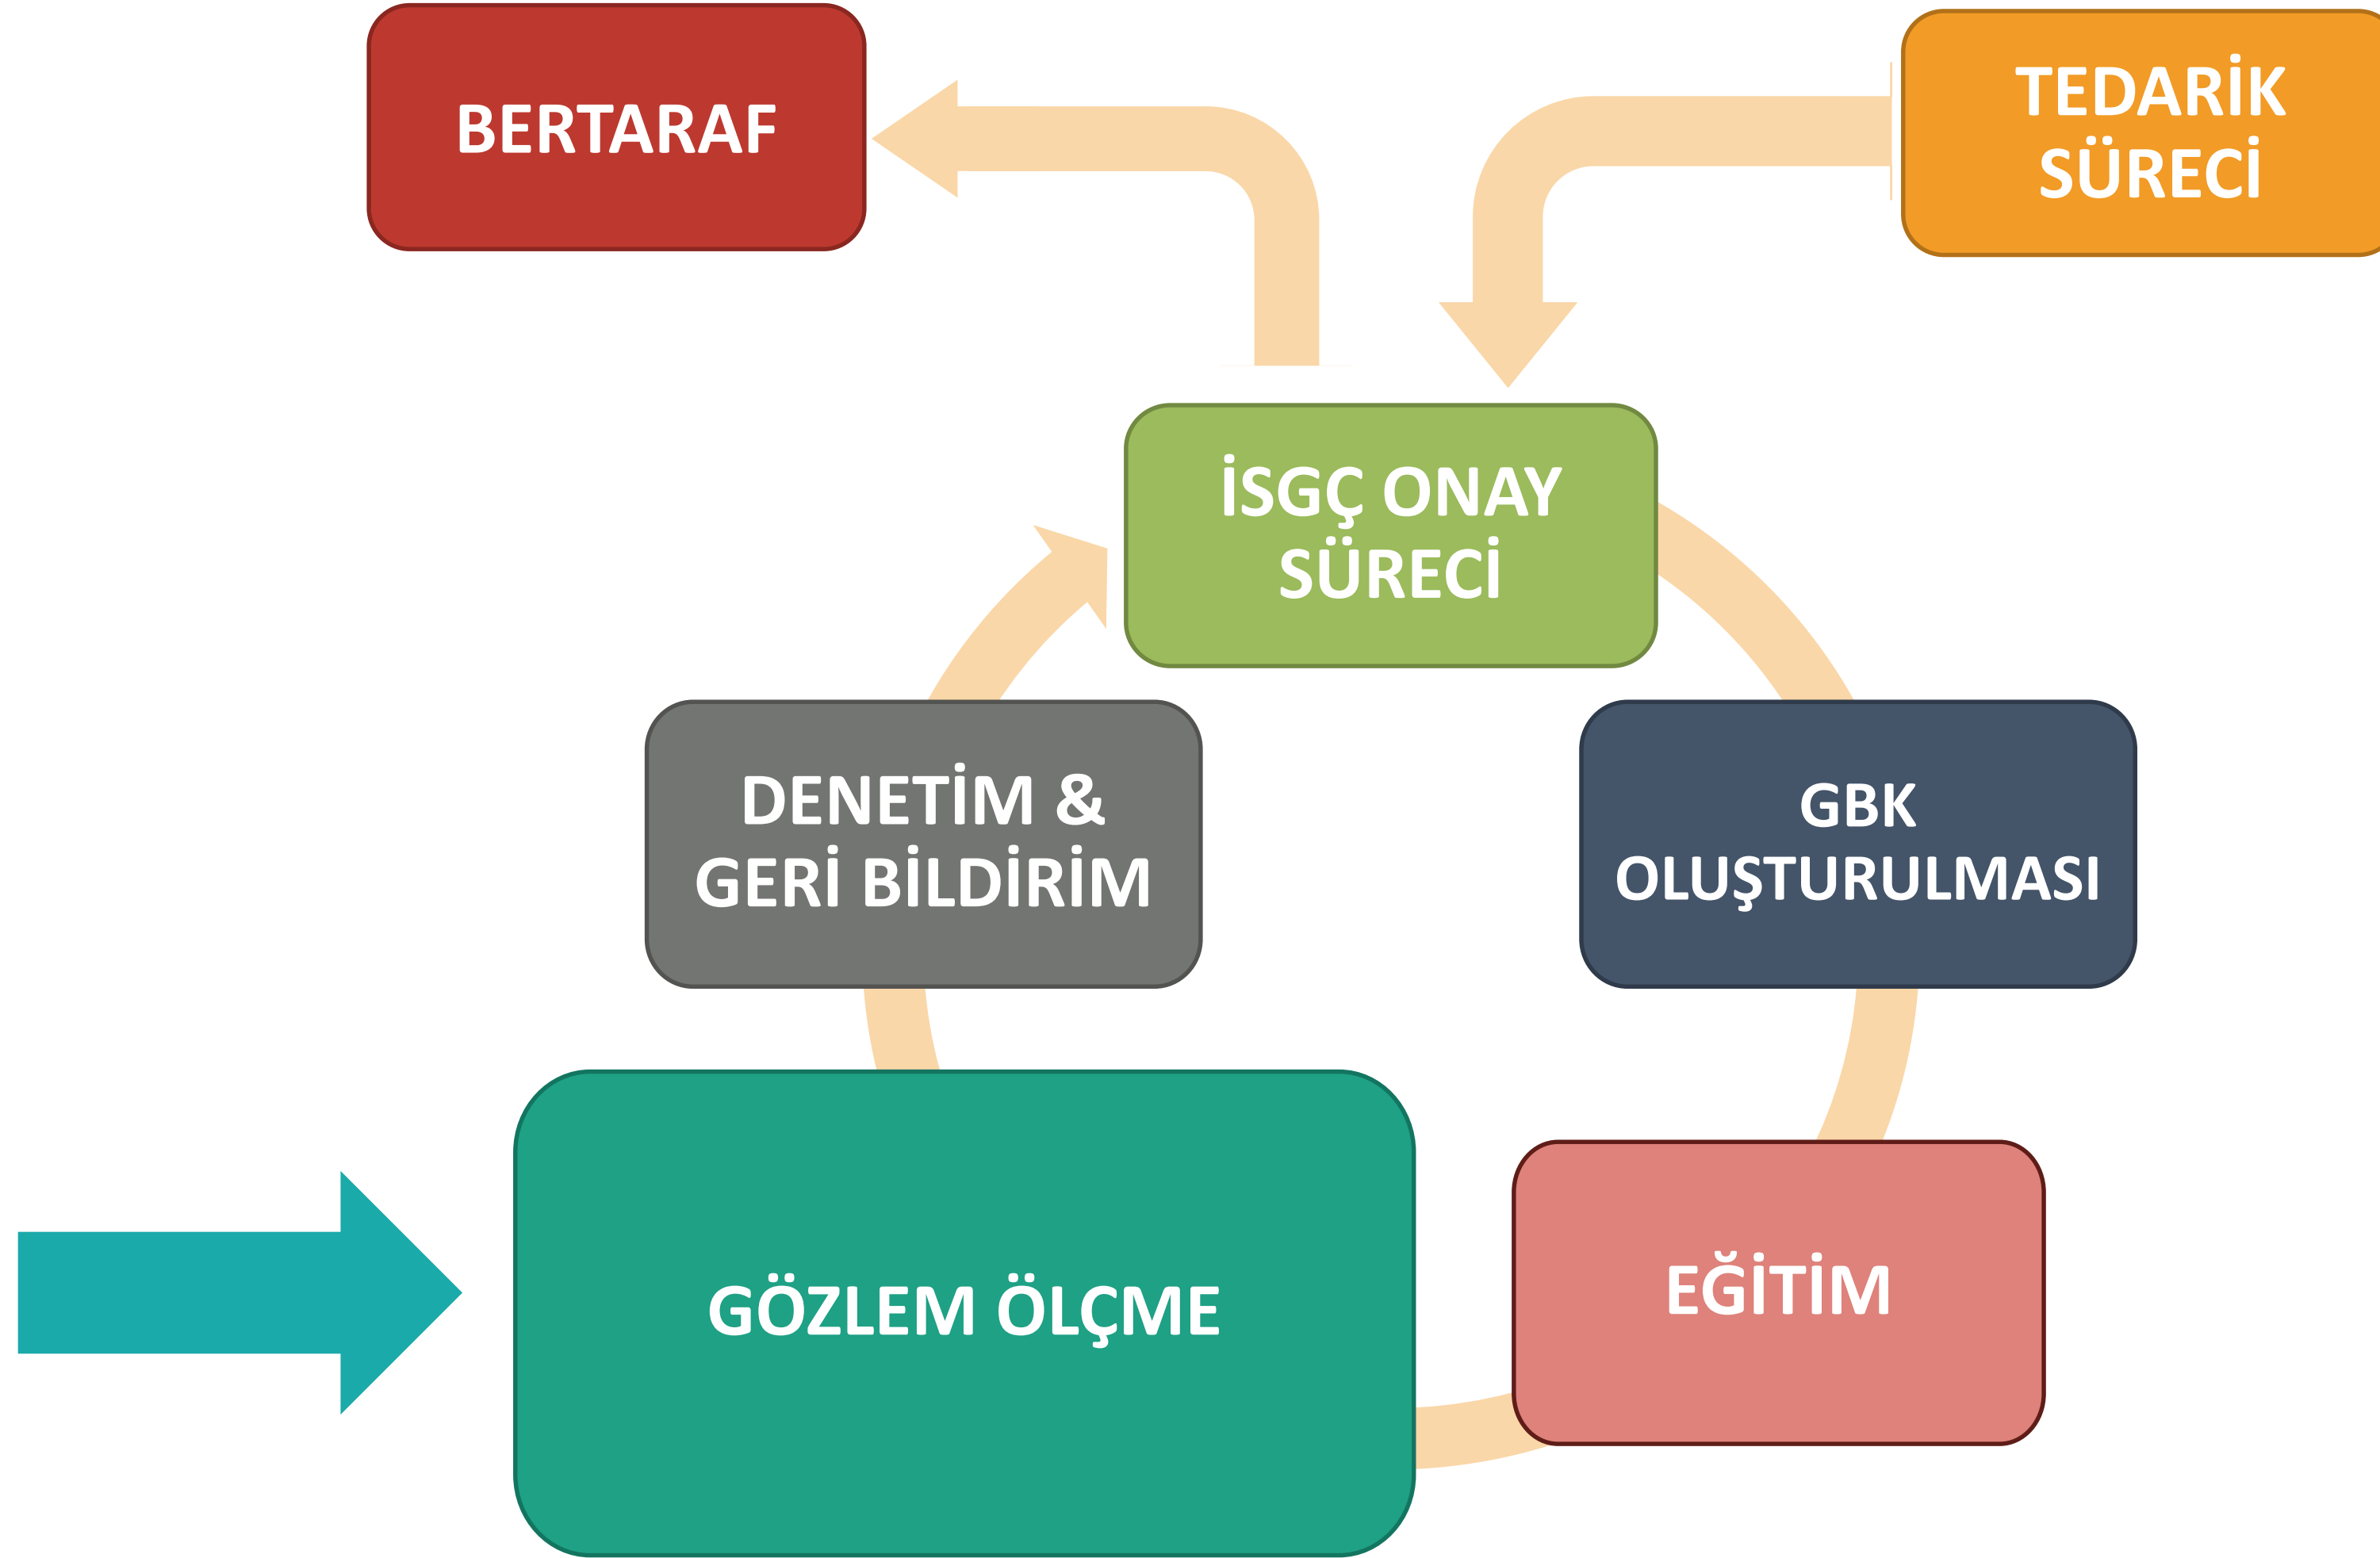 BERTARAF
TEDARİK
SÜRECİ
İSGÇ ONAY
SÜRECİ
DENETİM &
GERİ BİLDİRİM
GBK
OLUŞTURULMASI
GÖZLEM ÖLÇME
EĞİTİM